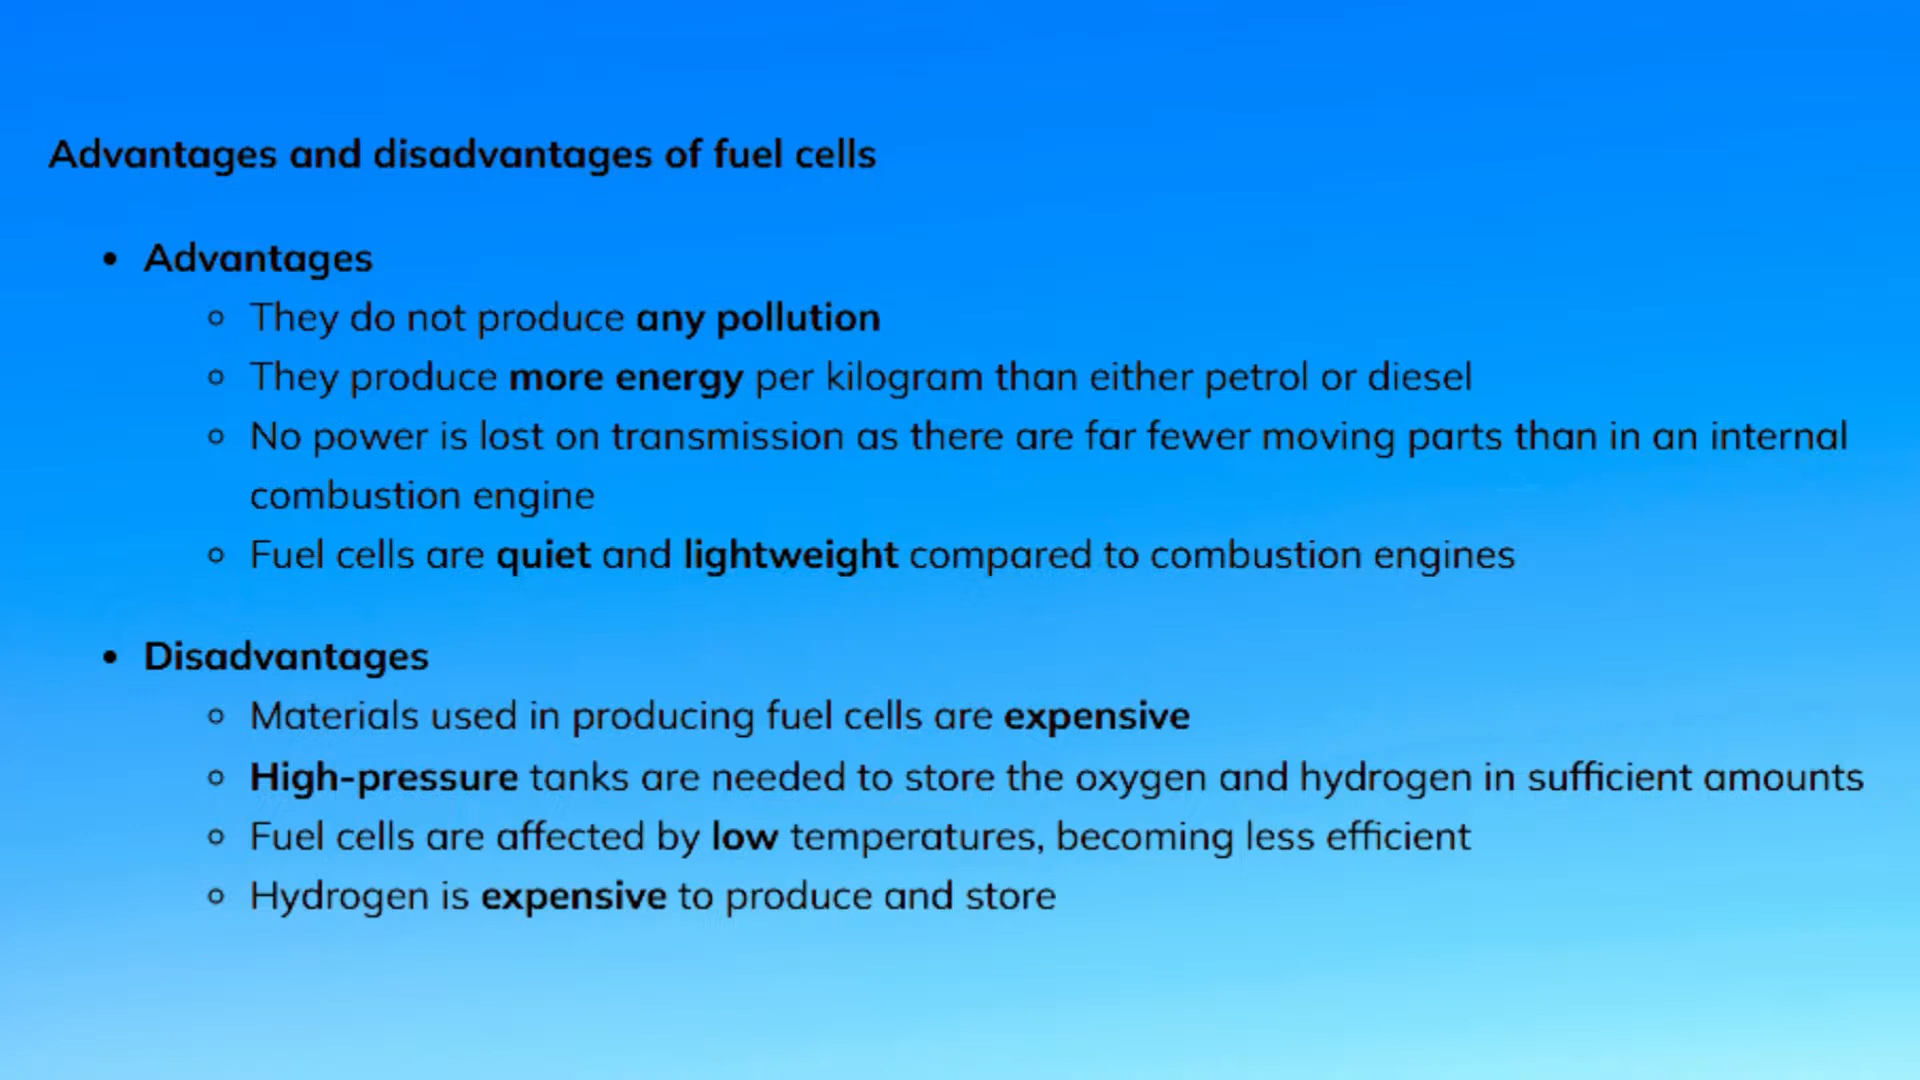 Advantages and disadvantages of fuel cells
• Advantages
◦ They do not produce any pollution
◦ They produce more energy per kilogram than either petrol or diesel
◦ No power is lost on transmission as there are far fewer moving parts than in an internal
combustion engine
◦ Fuel cells are quiet and lightweight compared to combustion engines
• Disadvantages
◦ Materials used in producing fuel cells are expensive
◦ High-pressure tanks are needed to store the oxygen and hydrogen in sufficient amounts
◦ Fuel cells are affected by low temperatures, becoming less efficient
◦ Hydrogen is expensive to produce and store